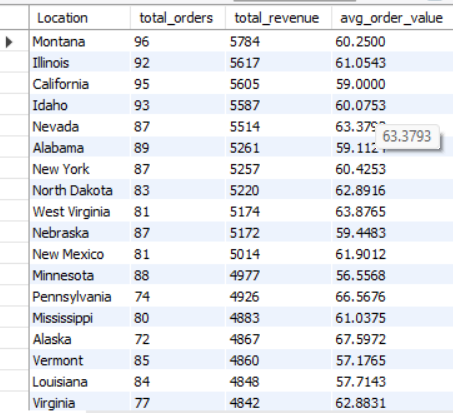 Location total_orders total_revenue avg_order_value
Montana 96 5784 60.2500
Illinois 92 5617 61.0543
California 95 5605 59.0000
Idaho 93 5587 60.0753
Nevada 87 5514 63.3793
63.3793
Alabama 89 5261 59.1124
New York 87 5257 60.4253
North Dakota 83 5220 62.8916
West Virginia 81 5174 63.8765
Nebraska 87 5172 59.4483
New Mexico 81 5014 61.9012
Minnesota 88 4977 56.5568
Pennsylvania 74 4926 66.5676
Mississippi 80 4883 61.0375
Alaska 72 4867 67.5972
Vermont 85 4860 57.1765
Louisiana 84 4848 57.7143
Virginia 77 4842 62.8831